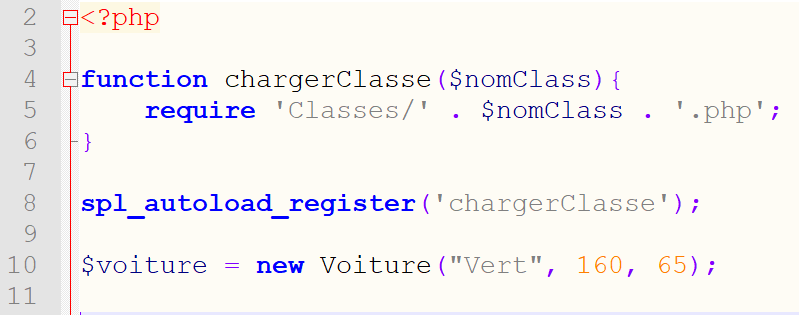 2 <?php
3
4 function chargerClasse($nomClass){
5 require 'Classes/' . $nomClass . '.php';
6 }
7
8 spl_autoload_register('chargerClasse');
9
10 $voiture = new Voiture("Vert", 160, 65);
11